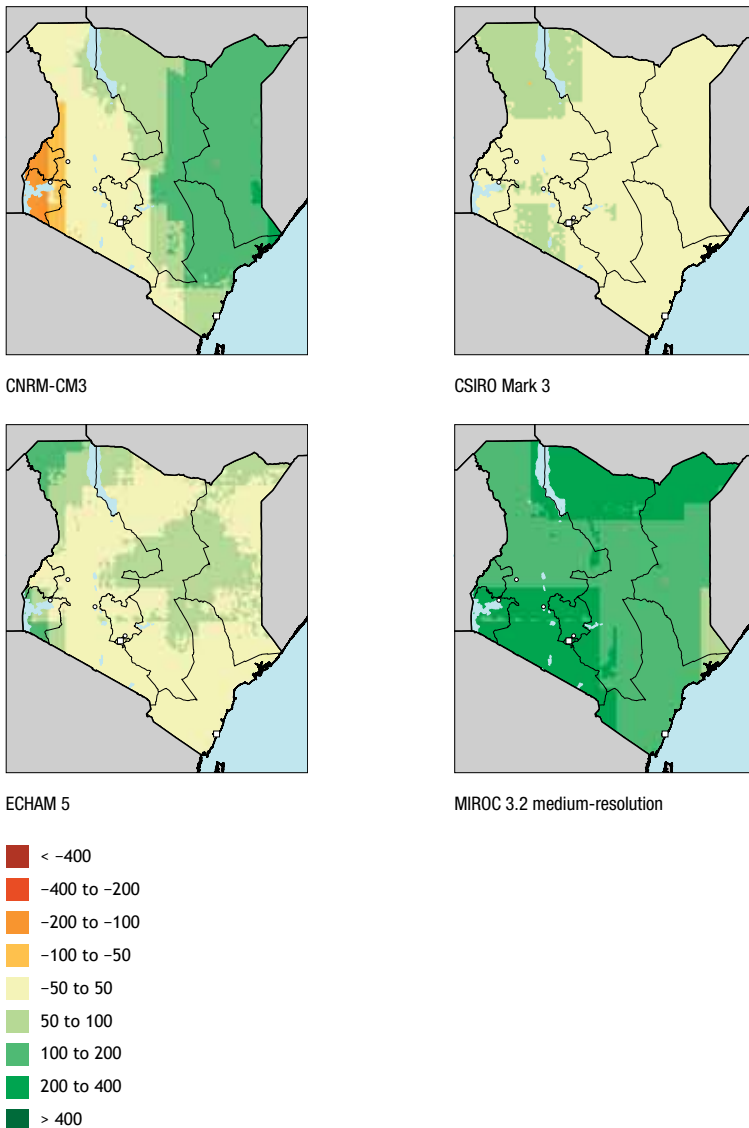 CNRM-CM3
CSIRO Mark 3
ECHAM 5
MIROC 3.2 medium-resolution
< −400
−400 to −200
−200 to −100
−100 to −50
−50 to 50
50 to 100
100 to 200
200 to 400
> 400